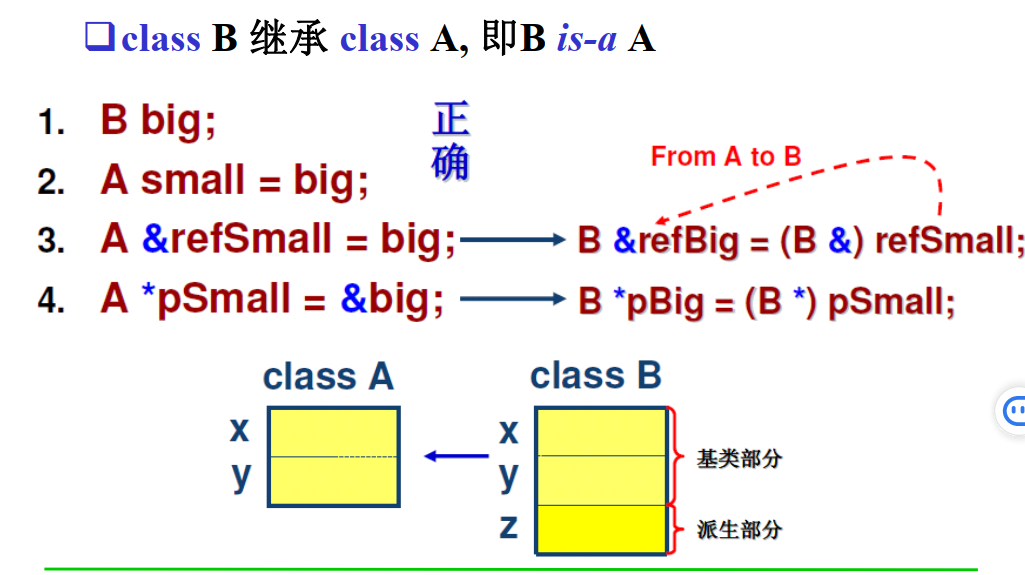 ❑class B 继承 class A, 即B is-a A
1. B big;
正确
2. A small = big;
From A to B
3. A &refSmall = big;
B &refBig = (B &) refSmall;
4. A *pSmall = &big;
B *pBig = (B *) pSmall;
class A
class B
x
y
x
y
z
基类部分
派生部分